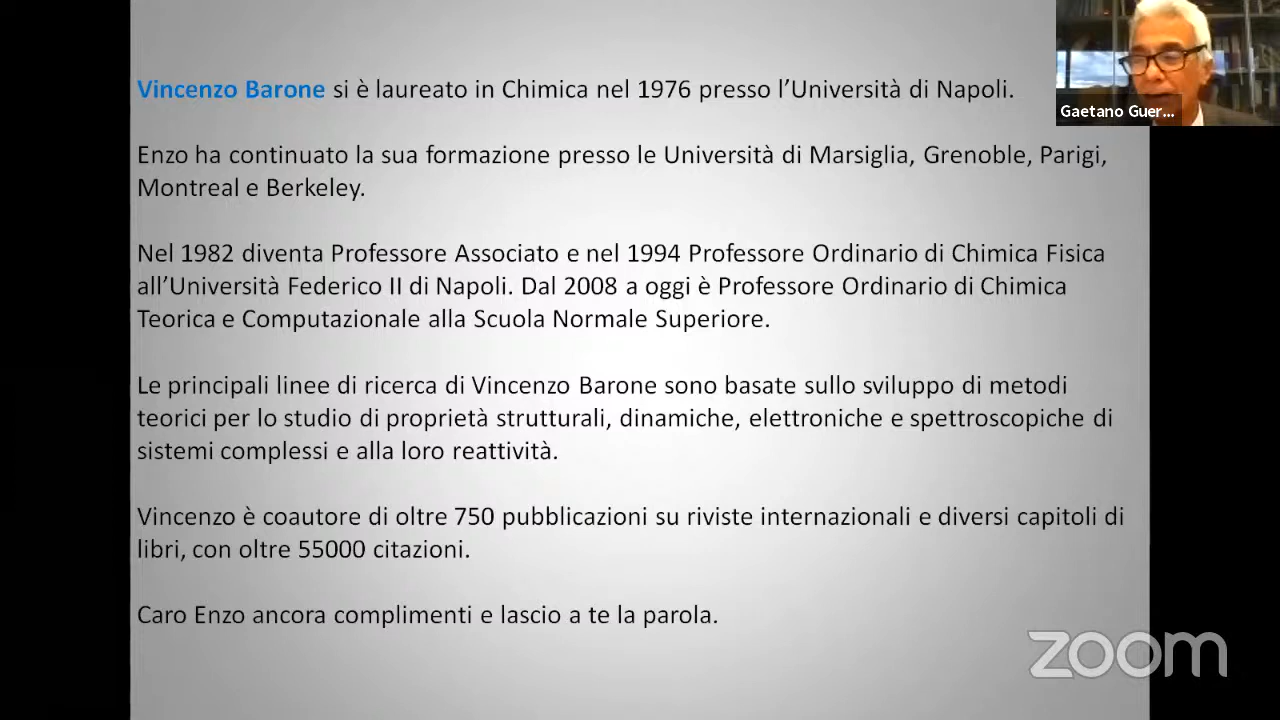 Vincenzo Barone si è laureato in Chimica nel 1976 presso l’Università di Napoli.
Gaetano Guer...
Enzo ha continuato la sua formazione presso le Università di Marsiglia, Grenoble, Parigi,
Montreal e Berkeley.
Nel 1982 diventa Professore Associato e nel 1994 Professore Ordinario di Chimica Fisica
all’Università Federico II di Napoli. Dal 2008 a oggi è Professore Ordinario di Chimica
Teorica e Computazionale alla Scuola Normale Superiore.
Le principali linee di ricerca di Vincenzo Barone sono basate sullo sviluppo di metodi
teorici per lo studio di proprietà strutturali, dinamiche, elettroniche e spettroscopiche di
sistemi complessi e alla loro reattività.
Vincenzo è coautore di oltre 750 pubblicazioni su riviste internazionali e diversi capitoli di
libri, con oltre 55000 citazioni.
Caro Enzo ancora complimenti e lascio a te la parola.
zoom